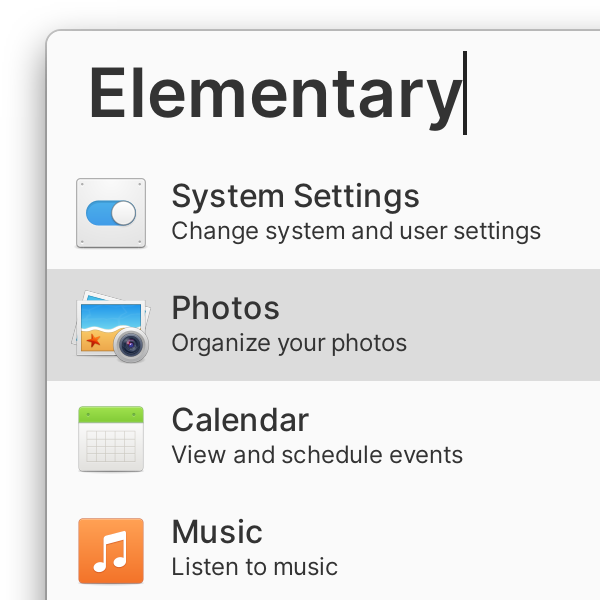 Elementary
System Settings
Change system and user settings
Photos
Organize your photos
Calendar
View and schedule events
Music
Listen to music